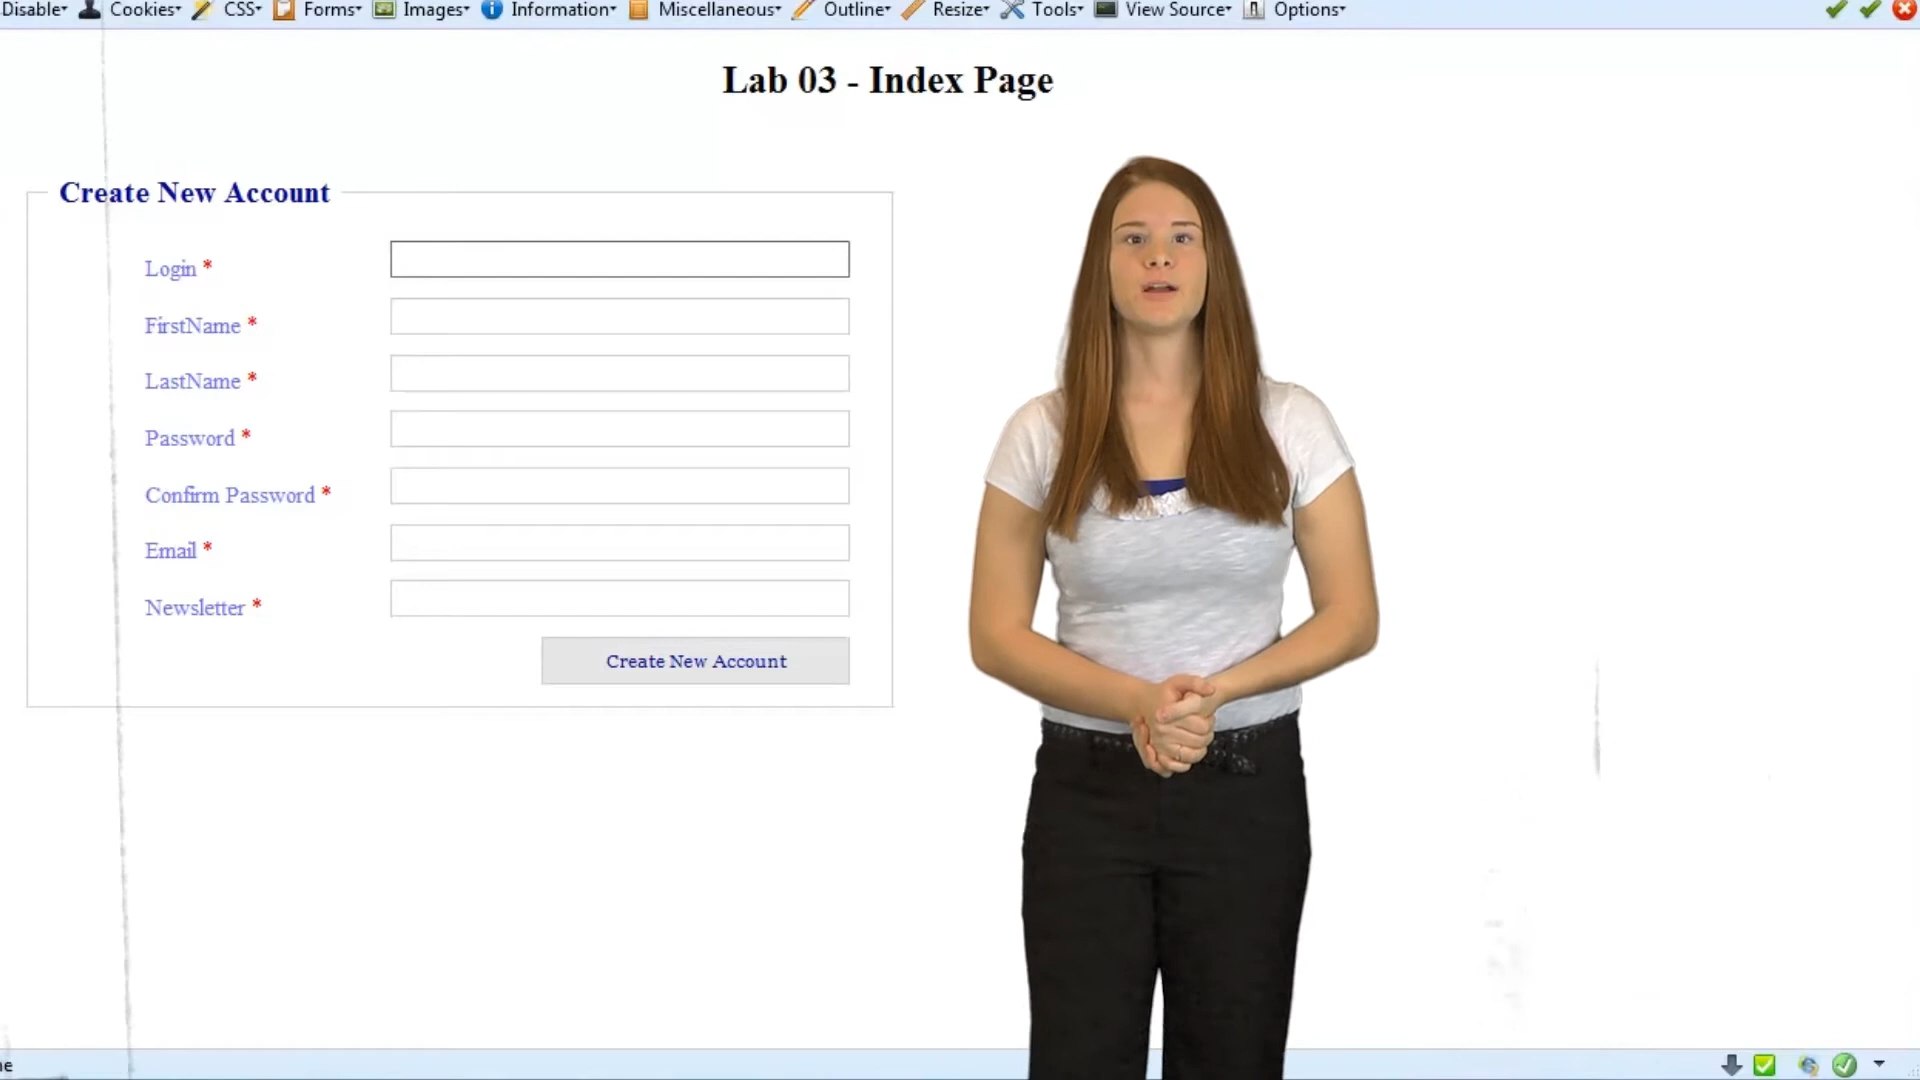 Disable Cookies CSS Forms Images Information Miscellaneous Outline Resize Tools View Source Options
Lab 03 - Index Page
Create New Account
Login *
FirstName *
LastName *
Password *
Confirm Password *
Email *
Newsletter *
Create New Account